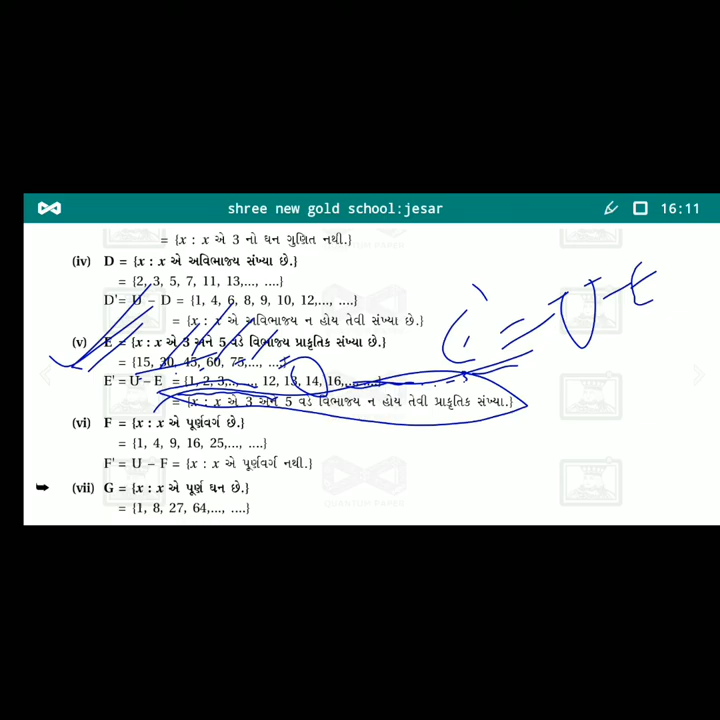 shree new gold school:jesar 16:11
= {x : x એ 3 નો ઘન ગુણિત નથી.}
(iv) D = {x : x એ અવિભાજ્ય સંખ્યા છે.}
= {2, 3, 5, 7, 11, 13,..., ....}
D' = U – D = {1, 4, 6, 8, 9, 10, 12,..., ....}
= {x : x એ અવિભાજ્ય ન હોય તેવી સંખ્યા છે.}
(v) E = {x : x એ 3 અને 5 વડે વિભાજ્ય પ્રાકૃતિક સંખ્યા છે.}
= {15, 30, 45, 60, 75,..., ....}
E' = U – E = {1, 2, 3,..., ..., 12, 13, 14, 16,..., ....}
= {x : x એ 3 અને 5 વડે વિભાજ્ય ન હોય તેવી પ્રાકૃતિક સંખ્યા.}
(vi) F = {x : x એ પૂર્ણવર્ગ છે.}
= {1, 4, 9, 16, 25,..., ....}
F' = U – F = {x : x એ પૂર્ણવર્ગ નથી.}
(vii) G = {x : x એ પૂર્ણ ઘન છે.}
= {1, 8, 27, 64,..., ....}
QUANTUM PAPER